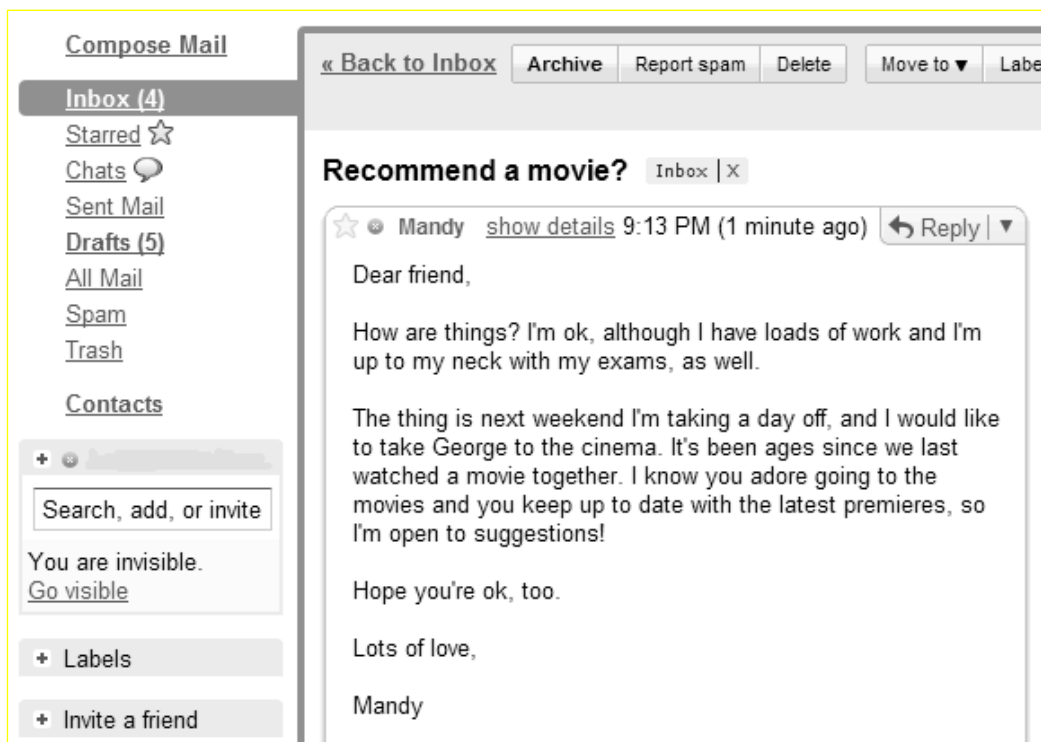 Compose Mail
Inbox (4)
Starred
Chats
Sent Mail
Drafts (5)
All Mail
Spam
Trash
Contacts
Search, add, or invite
You are invisible.
Go visible
Labels
Invite a friend
« Back to Inbox Archive Report spam Delete Move to ▼ Labe
Recommend a movie? Inbox | X
Mandy show details 9:13 PM (1 minute ago) Reply | ▼
Dear friend,
How are things? I'm ok, although I have loads of work and I'm
up to my neck with my exams, as well.
The thing is next weekend I'm taking a day off, and I would like
to take George to the cinema. It's been ages since we last
watched a movie together. I know you adore going to the
movies and you keep up to date with the latest premieres, so
I'm open to suggestions!
Hope you're ok, too.
Lots of love,
Mandy